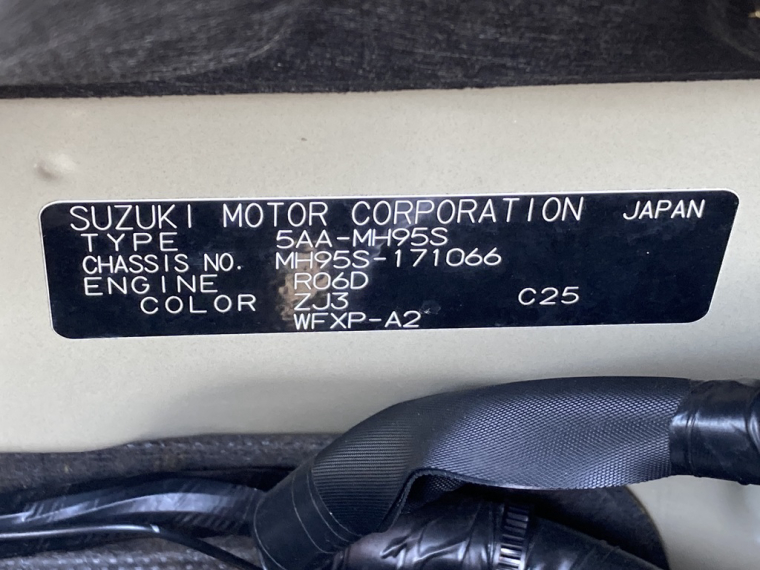 SUZUKI MOTOR CORPORATION JAPAN
TYPE 5AA-MH95S
CHASSIS NO. MH95S-171066
ENGINE R06D
COLOR ZJ3 C25
WFXP-A2